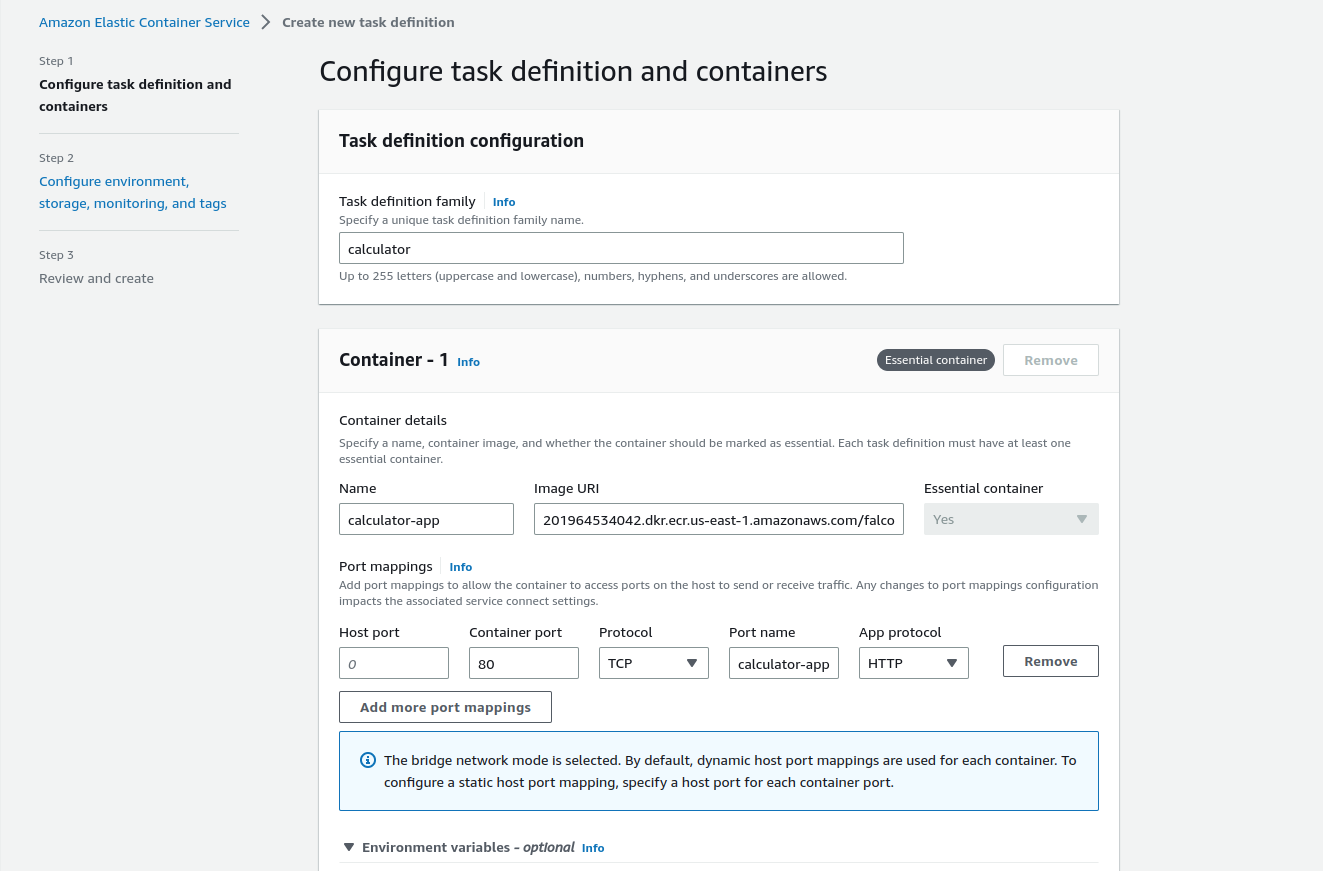 Amazon Elastic Container Service > Create new task definition
Step 1
Configure task definition and
containers
Step 2
Configure environment,
storage, monitoring, and tags
Step 3
Review and create
Configure task definition and containers
Task definition configuration
Task definition family Info
Specify a unique task definition family name.
calculator
Up to 255 letters (uppercase and lowercase), numbers, hyphens, and underscores are allowed.
Container - 1 Info Essential container Remove
Container details
Specify a name, container image, and whether the container should be marked as essential. Each task definition must have at least one
essential container.
Name Image URI Essential container
calculator-app 201964534042.dkr.ecr.us-east-1.amazonaws.com/falco Yes
Port mappings Info
Add port mappings to allow the container to access ports on the host to send or receive traffic. Any changes to port mappings configuration
impacts the associated service connect settings.
Host port Container port Protocol Port name App protocol
0 80 TCP calculator-app HTTP Remove
Add more port mappings
The bridge network mode is selected. By default, dynamic host port mappings are used for each container. To
configure a static host port mapping, specify a host port for each container port.
Environment variables - optional Info